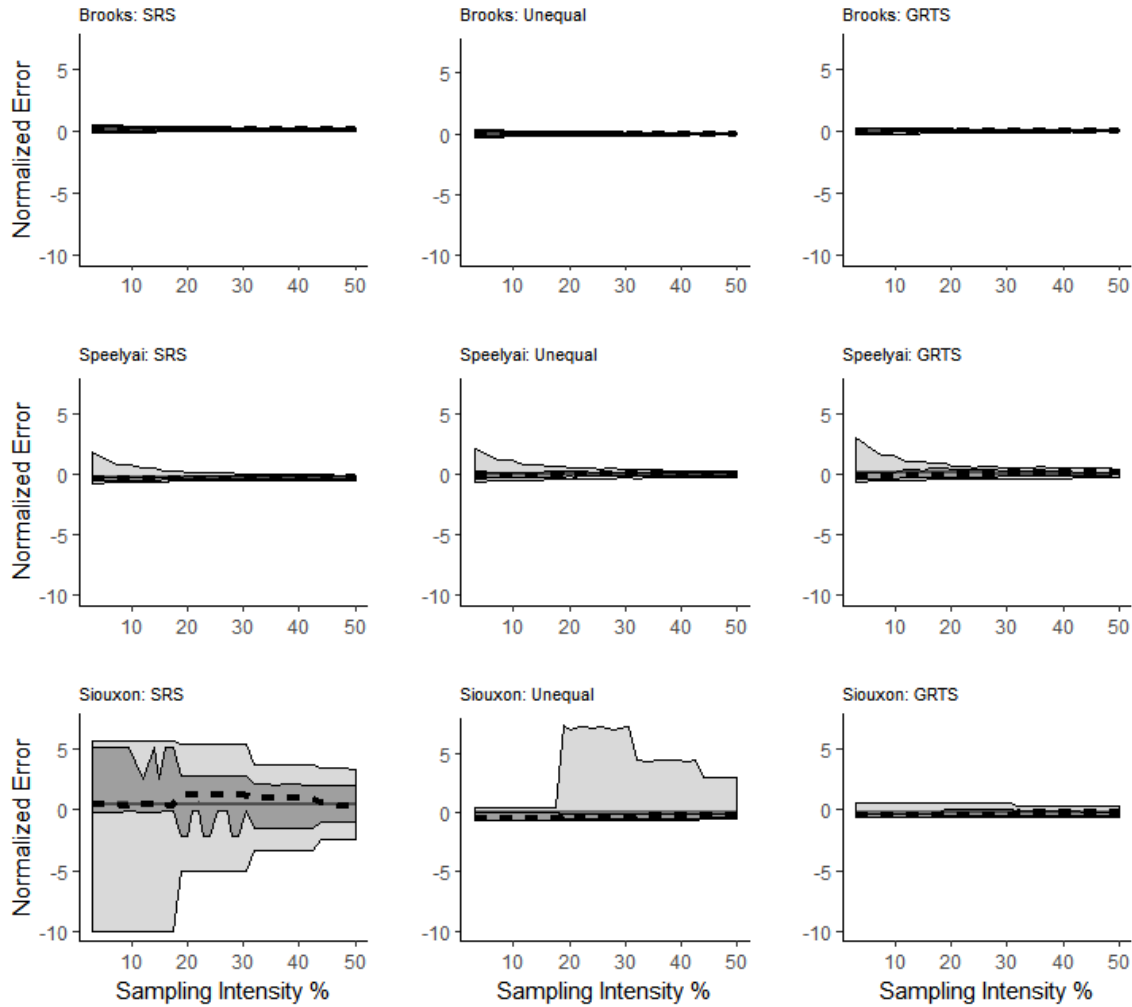 Brooks: SRS
Brooks: Unequal
Brooks: GRTS
Normalized Error
5
0
-5
-10
10 20 30 40 50
5
0
-5
-10
10 20 30 40 50
5
0
-5
-10
10 20 30 40 50
Speelyai: SRS
Speelyai: Unequal
Speelyai: GRTS
Normalized Error
5
0
-5
-10
10 20 30 40 50
5
0
-5
-10
10 20 30 40 50
5
0
-5
-10
10 20 30 40 50
Siouxon: SRS
Siouxon: Unequal
Siouxon: GRTS
Normalized Error
5
0
-5
-10
10 20 30 40 50
Sampling Intensity %
5
0
-5
-10
10 20 30 40 50
Sampling Intensity %
5
0
-5
-10
10 20 30 40 50
Sampling Intensity %